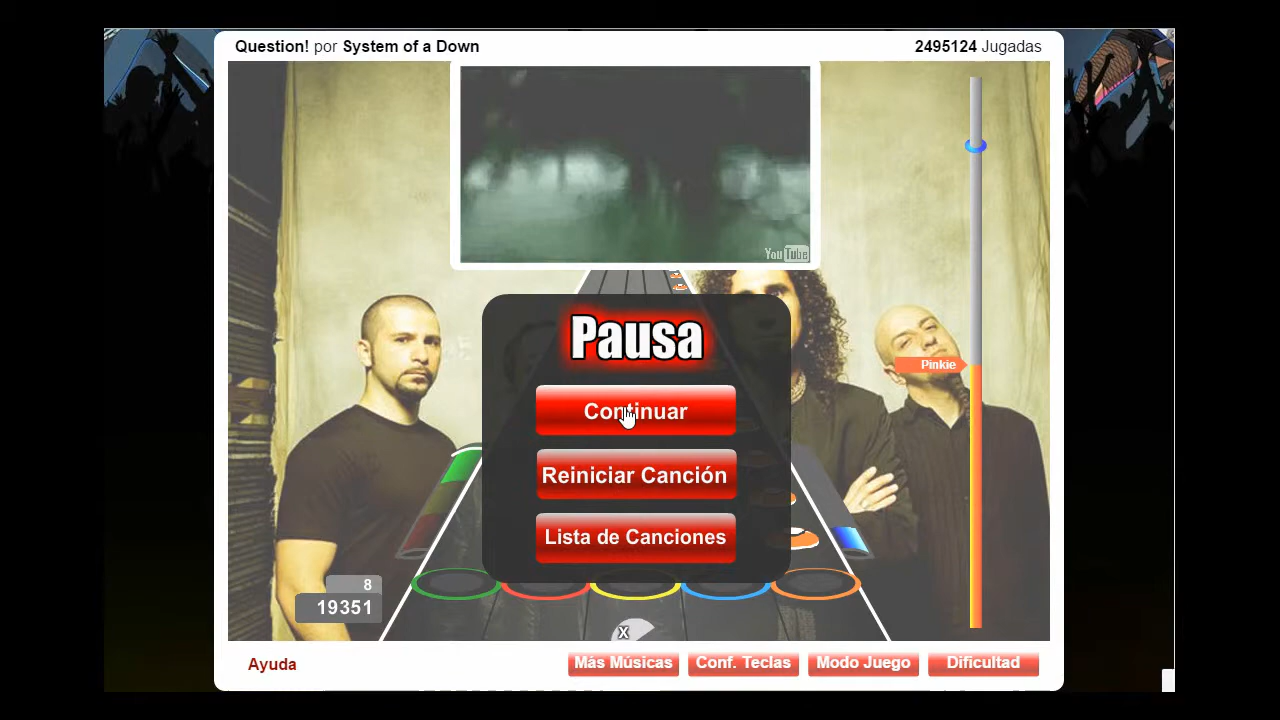 Question! por System of a Down
2495124 Jugadas
YouTube
Pausa
Pinkie
Continuar
Reiniciar Canción
Lista de Canciones
8
19351
X
Ayuda
Más Músicas
Conf. Teclas
Modo Juego
Dificultad